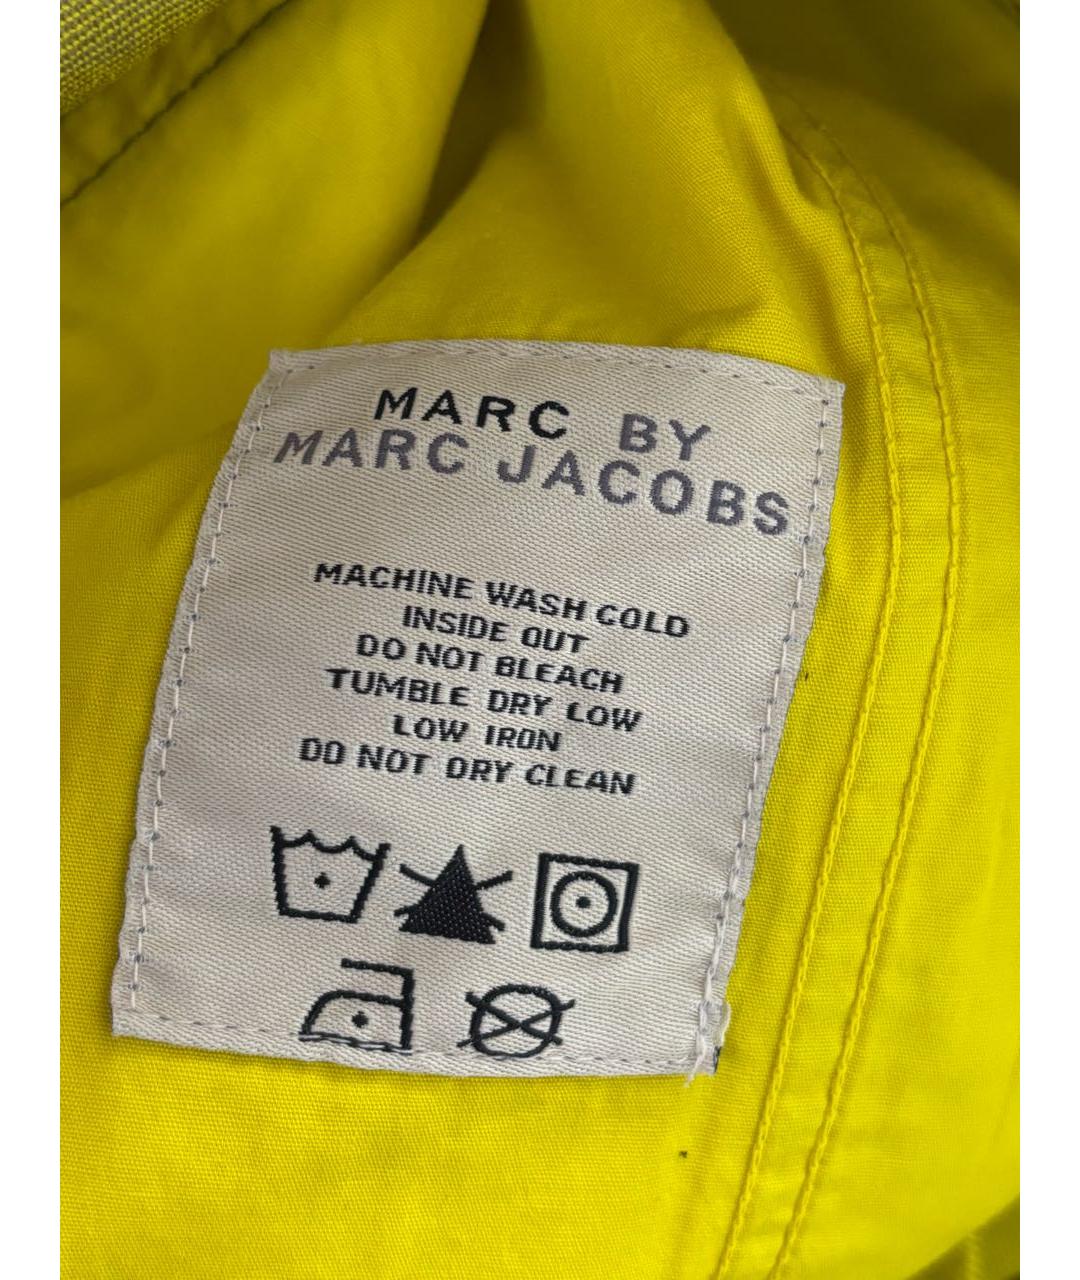 MARC BY
MARC JACOBS
MACHINE WASH COLD
INSIDE OUT
DO NOT BLEACH
TUMBLE DRY LOW
LOW IRON
DO NOT DRY CLEAN